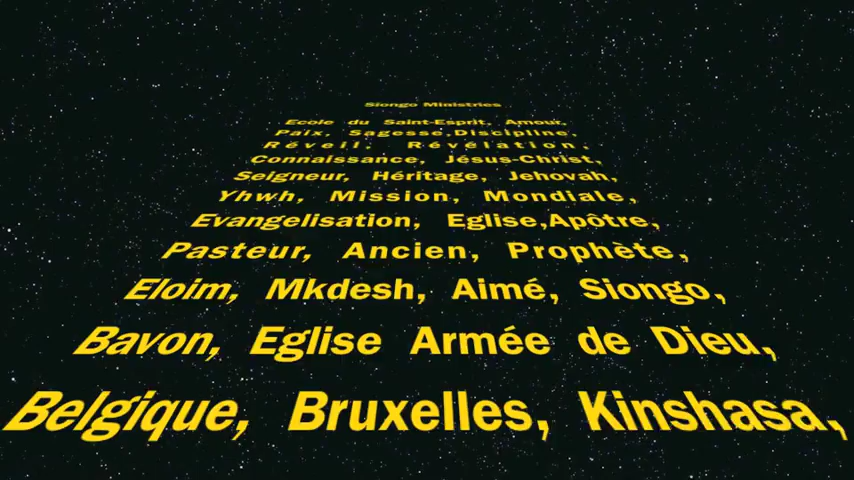 Siongo Ministries
Ecole du Saint-Esprit, Amour,
Paix, Sagesse,Discipline,
Réveil, Révélation,
Connaissance, Jésus-Christ,
Seigneur, Héritage, Jehovah,
Yhwh, Mission, Mondiale,
Evangelisation, Eglise,Apôtre,
Pasteur, Ancien, Prophète,
Eloim, Mkdesh, Aimé, Siongo,
Bavon, Eglise Armée de Dieu,
Belgique, Bruxelles, Kinshasa,